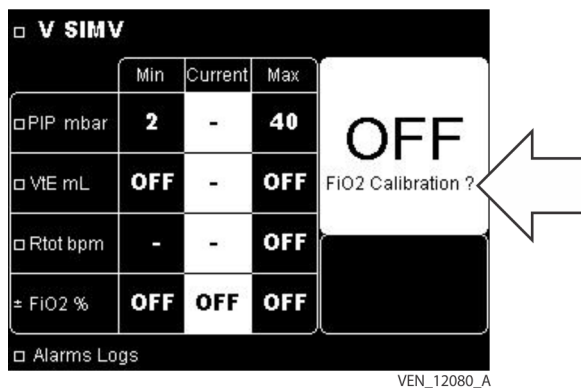 V SIMV
Min Current Max
PIP mbar 2 - 40
OFF
FiO2 Calibration ?
VtE mL OFF - OFF
Rtot bpm - - OFF
± FiO2 % OFF OFF OFF
Alarms Logs
VEN_12080_A